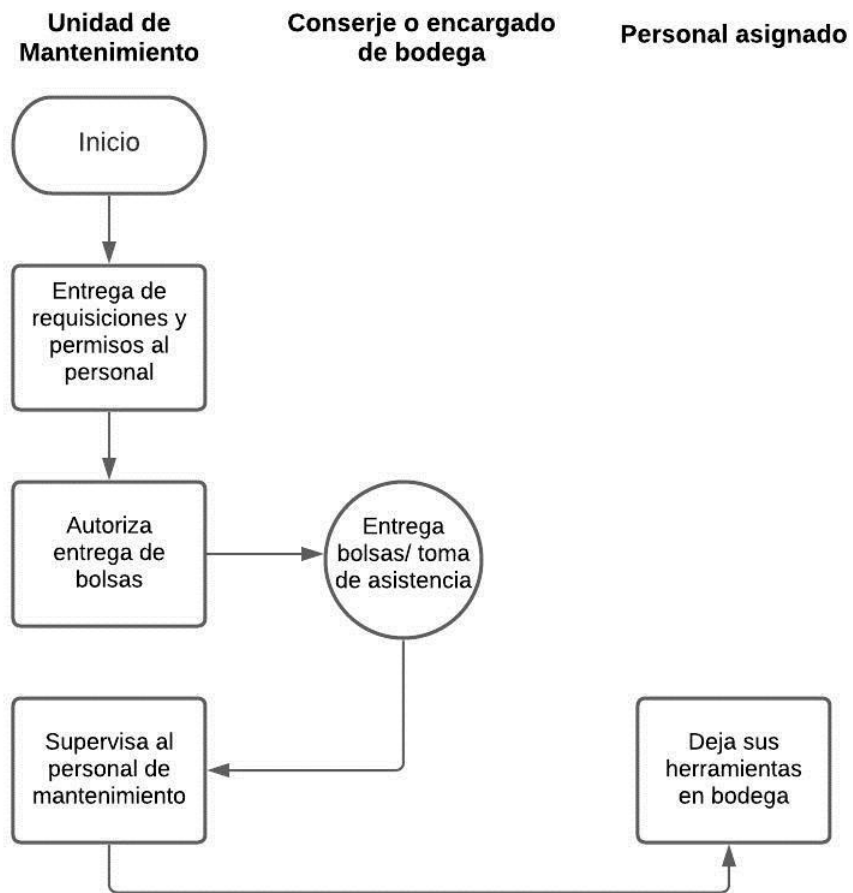 Unidad de
Mantenimiento
Conserje o encargado
de bodega
Personal asignado
Inicio
Entrega de
requisiciones y
permisos al
personal
Autoriza
entrega de
bolsas
Entrega
bolsas/ toma
de asistencia
Supervisa al
personal de
mantenimiento
Deja sus
herramientas
en bodega